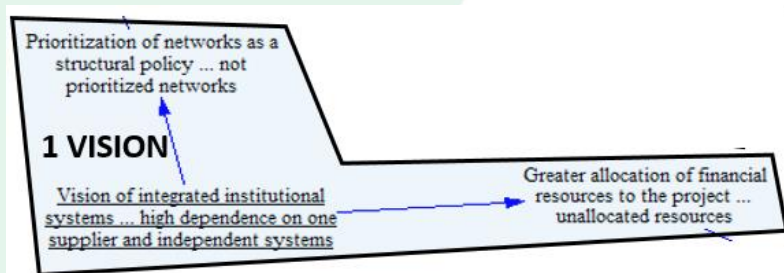 Prioritization of networks as a
structural policy ... not
prioritized networks
1 VISION
Vision of integrated institutional
systems ... high dependence on one
supplier and independent systems
Greater allocation of financial
resources to the project ...
unallocated resources